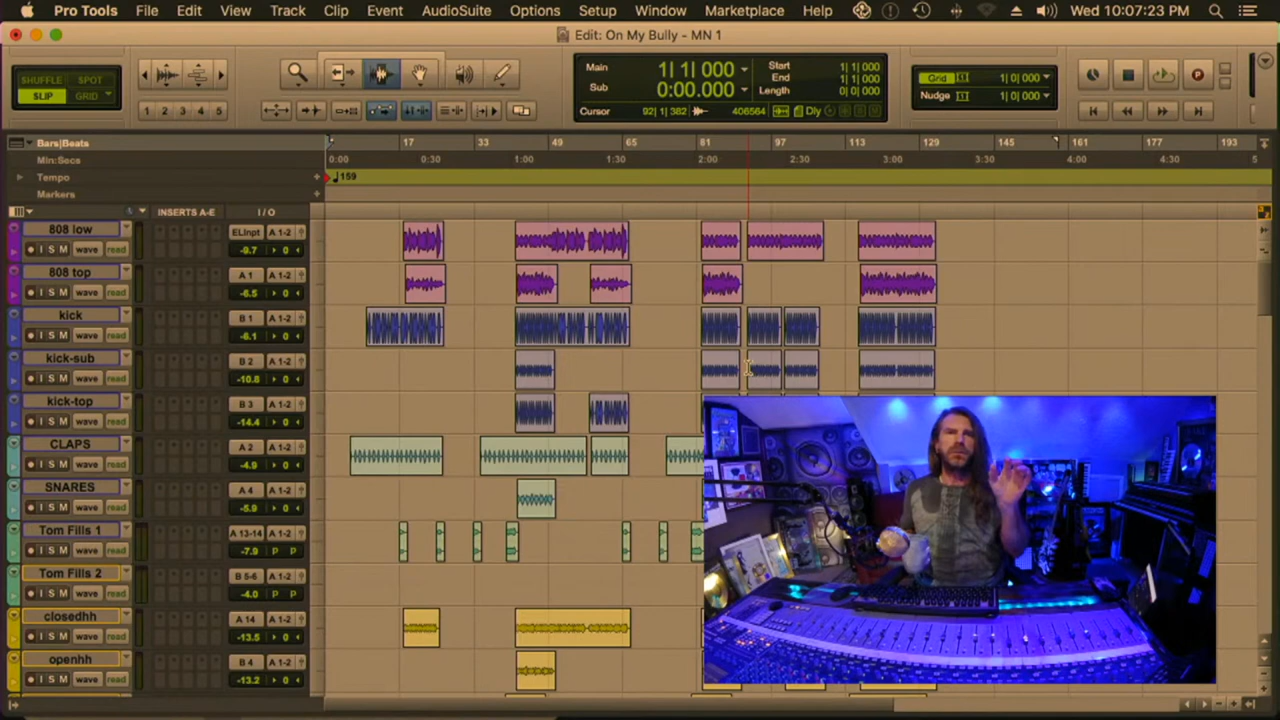 Pro Tools File Edit View Track Clip Event AudioSuite Options Setup Window Marketplace Help Wed 10:07:23 PM
Edit: On My Bully - MN 1
SHUFFLE SPOT
SLIP GRID
1 2 3 4 5
Main 1| 1| 000
Sub 0:00.000
Start 1| 1| 000
End 1| 1| 000
Length 0| 0| 000
Cursor 92| 1| 382 406564 Dly
Grid 1| 0| 000
Nudge 1| 0| 000
Bars|Beats 17 33 49 65 81 97 113 129 145 161 177 193
Min:Secs 0:00 0:30 1:00 1:30 2:00 2:30 3:00 3:30 4:00 4:30 5
Tempo 159
Markers
INSERTS A-E I / O
808 low ELInpt A 1-2
I S M wave read -9.7 0
808 top A 1 A 1-2
I S M wave read -6.5 0
kick B 1 A 1-2
I S M wave read -6.1 0
kick-sub B 2 A 1-2
I S M wave read -10.8 0
kick-top B 3 A 1-2
I S M wave read -14.4 0
CLAPS A 2 A 1-2
I S M wave read -4.9 0
SNARES A 4 A 1-2
I S M wave read -5.9 0
Tom Fills 1 A 13-14 A 1-2
I S M wave read -7.9 P P
Tom Fills 2 B 5-6 A 1-2
I S M wave read -4.0 P P
closedhh A 14 A 1-2
I S M wave read -13.5 0
openhh B 4 A 1-2
I S M wave read -13.2 0